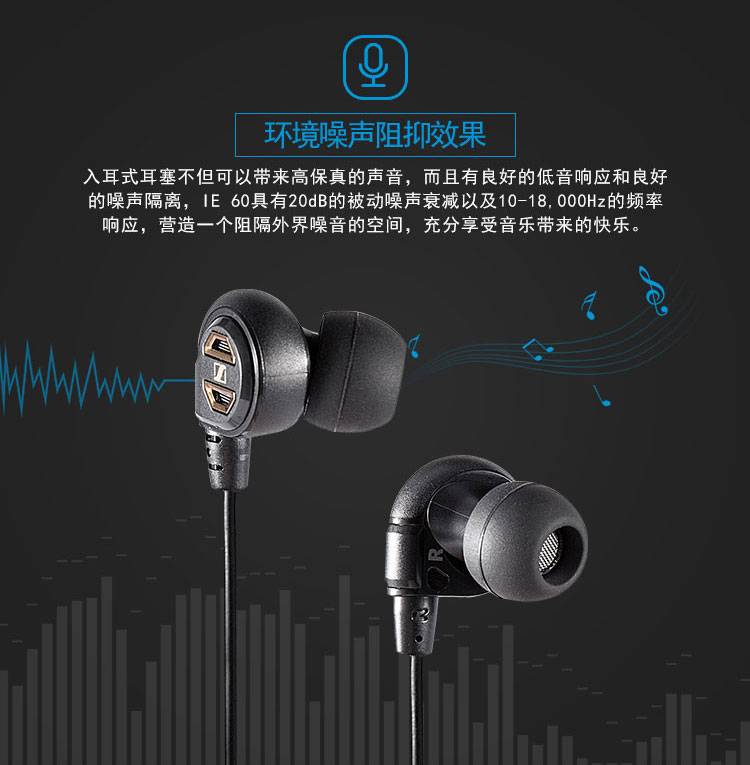 环境噪声阻抑效果
入耳式耳塞不但可以带来高保真的声音，而且有良好的低音响应和良好
的噪声隔离，IE 60具有20dB的被动噪声衰减以及10-18,000Hz的频率
响应，营造一个阻隔外界噪音的空间，充分享受音乐带来的快乐。
R